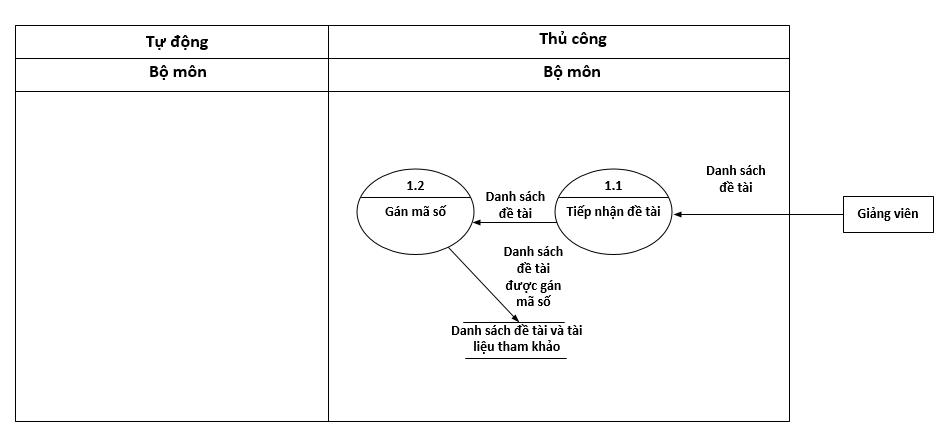 Tự động
Thủ công
Bộ môn
Bộ môn
Danh sách
đề tài
1.2
Gán mã số
Danh sách
đề tài
1.1
Tiếp nhận đề tài
Giảng viên
Danh sách
đề tài
được gán
mã số
Danh sách đề tài và tài
liệu tham khảo